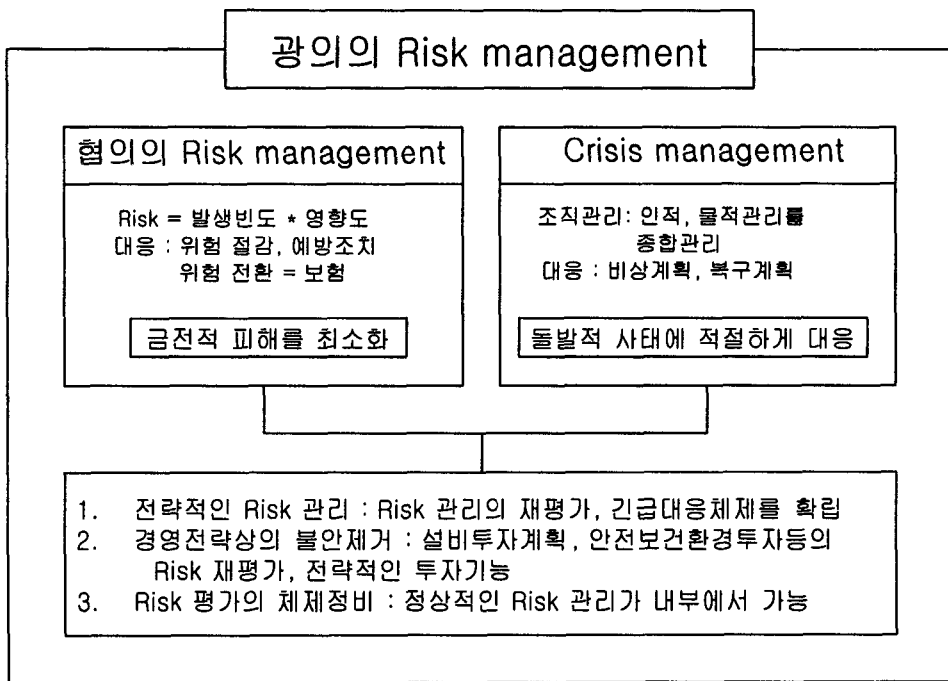 광의의 Risk management
협의의 Risk management
Risk = 발생빈도 * 영향도
대응 : 위험 절감, 예방조치
위험 전환 = 보험
금전적 피해를 최소화
Crisis management
조직관리: 인적, 물적관리를
종합관리
대응 : 비상계획, 복구계획
돌발적 사태에 적절하게 대응
1. 전략적인 Risk 관리 : Risk 관리의 재평가, 긴급대응체제를 확립
2. 경영전략상의 불안제거 : 설비투자계획, 안전보건환경투자등의
Risk 재평가, 전략적인 투자기능
3. Risk 평가의 체제정비 : 정상적인 Risk 관리가 내부에서 가능